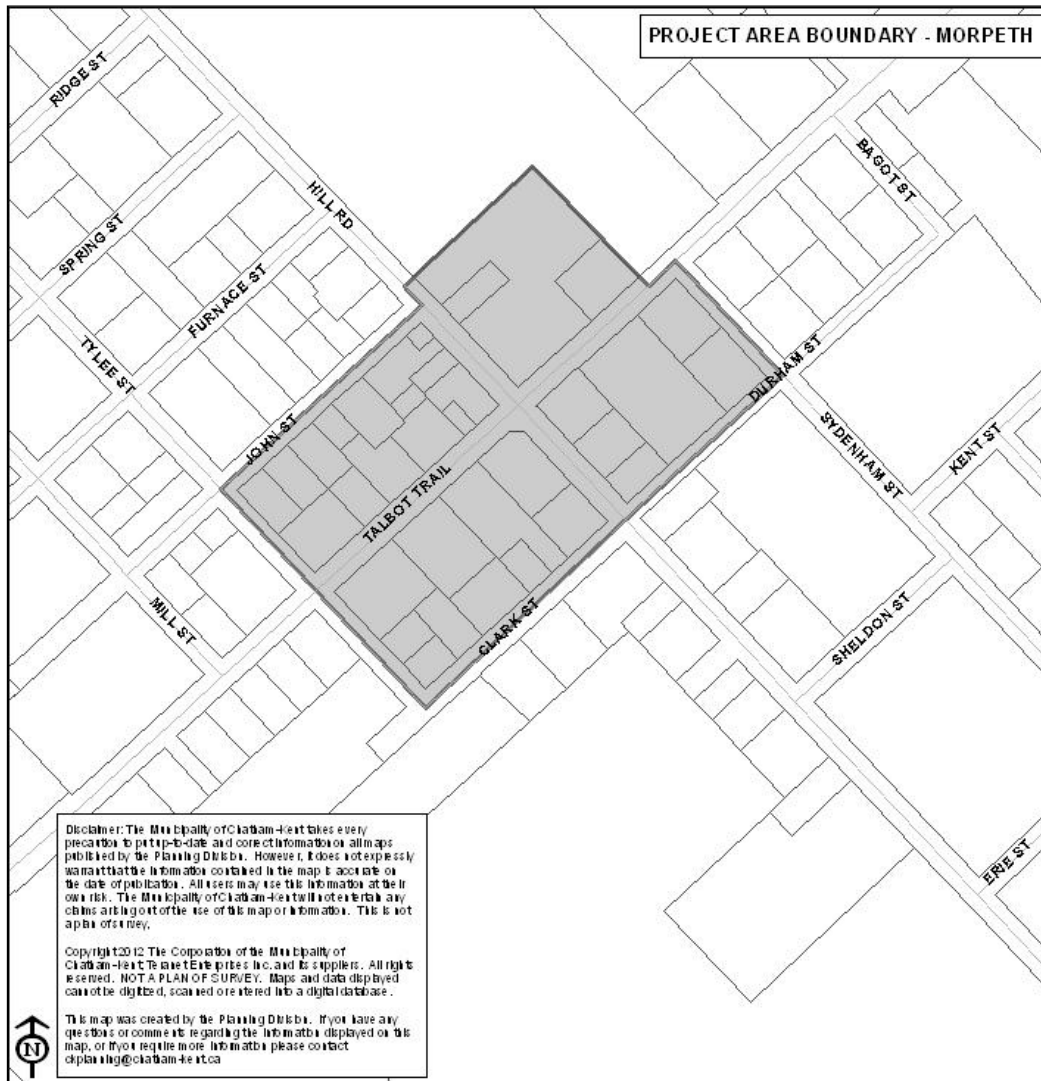 PROJECT AREA BOUNDARY - MORPETH
RIDGE ST
BAGOT ST
HILL RD
SPRING ST
FURNACE ST
TYLEE ST
DURHAM ST
JOHN ST
SYDENHAM ST
KENT ST
TALBOT TRAIL
MILL ST
CLARK ST
SHELDON ST
ERIE ST
Disclaimer: The Municipality of Chatham-Kent takes every
precaution to put up-to-date and correct information on all maps
published by the Planning Division. However, it does not expressly
warrant that the information contained in the map is accurate on
the date of publication. All users may use this information at their
own risk. The Municipality of Chatham-Kent will not entertain any
claims arising out of the use of this map or information. This is not
a plan of survey.
Copyright 2012 The Corporation of the Municipality of
Chatham-Kent, Teranet Enterprises Inc. and its suppliers. All rights
reserved. NOT A PLAN OF SURVEY. Maps and data displayed
cannot be digitized, scanned or entered into a digital database.
This map was created by the Planning Division. If you have any
questions or comments regarding the information displayed on this
map, or if you require more information please contact
ckplanning@chatham-kent.ca
N